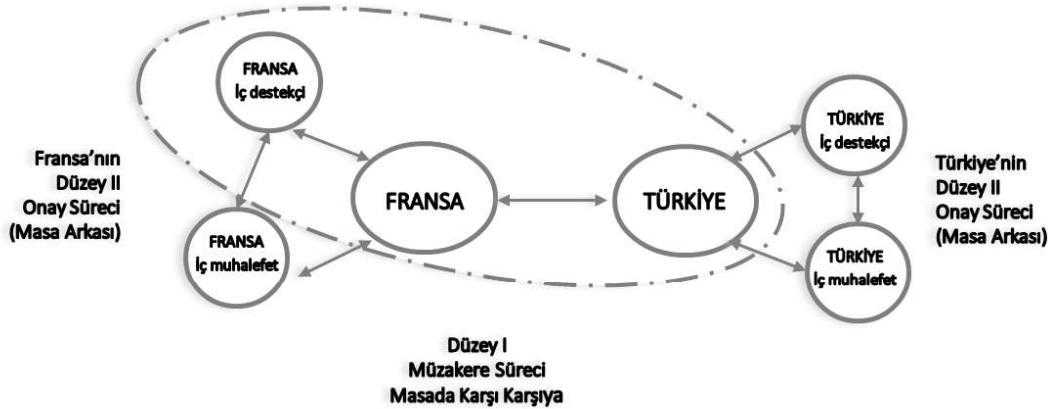 FRANSA
İç destekçi
Fransa’nın
Düzey II
Onay Süreci
(Masa Arkası)
FRANSA
İç muhalefet
FRANSA
TÜRKİYE
TÜRKİYE
İç destekçi
Türkiye’nin
Düzey II
Onay Süreci
(Masa Arkası)
TÜRKİYE
İç muhalefet
Düzey I
Müzakere Süreci
Masada Karşı Karşıya